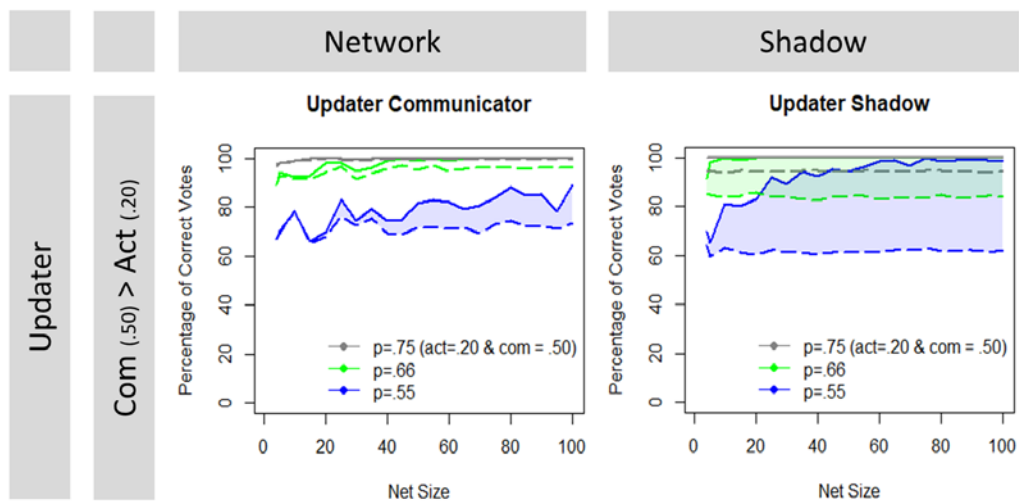 Network
Shadow
Updater
Com (.50) > Act (.20)
Updater Communicator
Percentage of Correct Votes
100
80
60
40
20
0
p=.75 (act=.20 & com = .50)
p=.66
p=.55
0 20 40 60 80 100
Net Size
Updater Shadow
Percentage of Correct Votes
100
80
60
40
20
0
p=.75 (act=.20 & com = .50)
p=.66
p=.55
0 20 40 60 80 100
Net Size